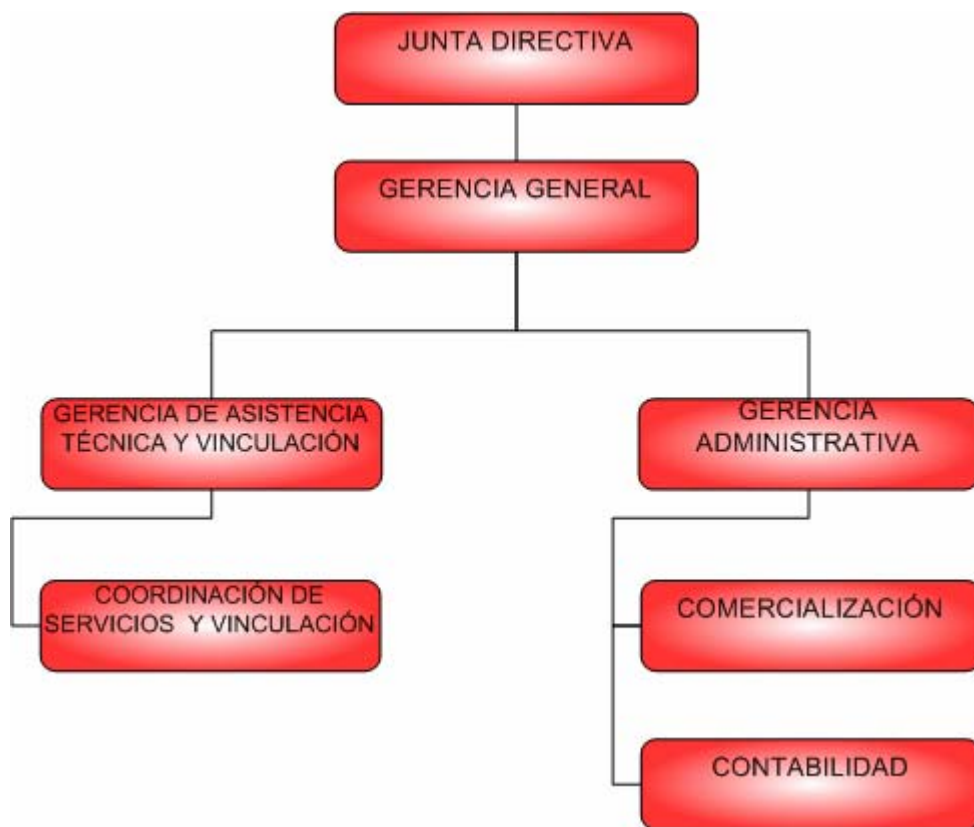 JUNTA DIRECTIVA
GERENCIA GENERAL
GERENCIA DE ASISTENCIA
TÉCNICA Y VINCULACIÓN
GERENCIA
ADMINISTRATIVA
COORDINACIÓN DE
SERVICIOS Y VINCULACIÓN
COMERCIALIZACIÓN
CONTABILIDAD